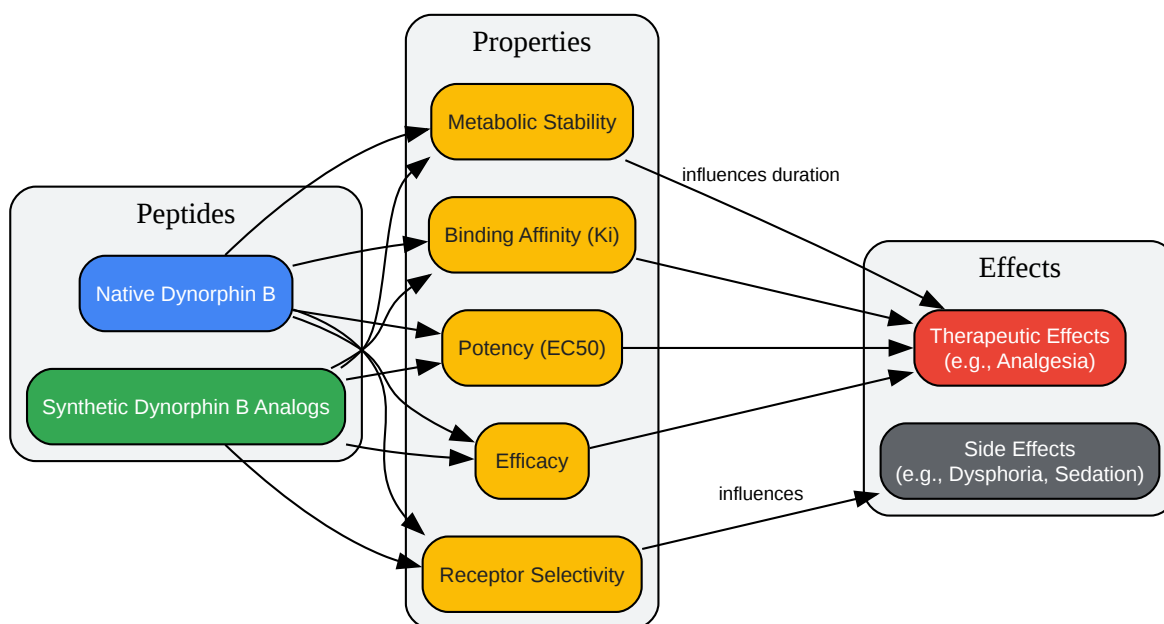 Properties
Metabolic Stability
influences duration
Peptides
Binding Affinity (Ki)
Effects
Native Dynorphin B
Potency (EC50)
Therapeutic Effects
(e.g., Analgesia)
Synthetic Dynorphin B Analogs
Efficacy
Side Effects
(e.g., Dysphoria, Sedation)
influences
Receptor Selectivity